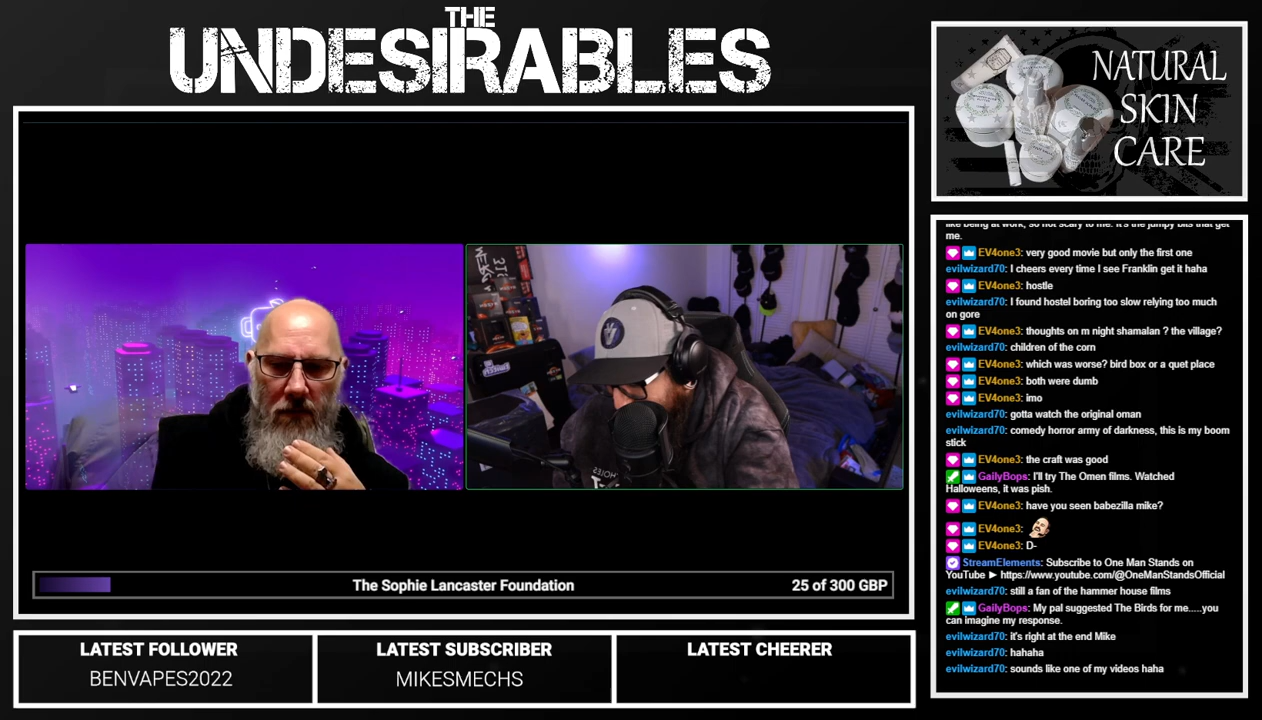 THE
UNDESIRABLES
NATURAL
SKIN
CARE
me.
EV4one3: very good movie but only the first one
evilwizard70: I cheers every time I see Franklin get it haha
EV4one3: hostle
evilwizard70: I found hostel boring too slow relying too much
on gore
EV4one3: thoughts on m night shamalan ? the village?
evilwizard70: children of the corn
EV4one3: which was worse? bird box or a quet place
EV4one3: both were dumb
EV4one3: imo
evilwizard70: gotta watch the original oman
evilwizard70: comedy horror army of darkness, this is my boom
stick
EV4one3: the craft was good
GailyBops: I'll try The Omen films. Watched
Halloweens, it was pish.
EV4one3: have you seen babezilla mike?
EV4one3:
EV4one3: D-
StreamElements: Subscribe to One Man Stands on
YouTube ► https://www.youtube.com/@OneManStandsOfficial
evilwizard70: still a fan of the hammer house films
GailyBops: My pal suggested The Birds for me.....you
can imagine my response.
evilwizard70: it's right at the end Mike
evilwizard70: hahaha
evilwizard70: sounds like one of my videos haha
The Sophie Lancaster Foundation
25 of 300 GBP
LATEST FOLLOWER
BENVAPES2022
LATEST SUBSCRIBER
MIKESMECHS
LATEST CHEERER